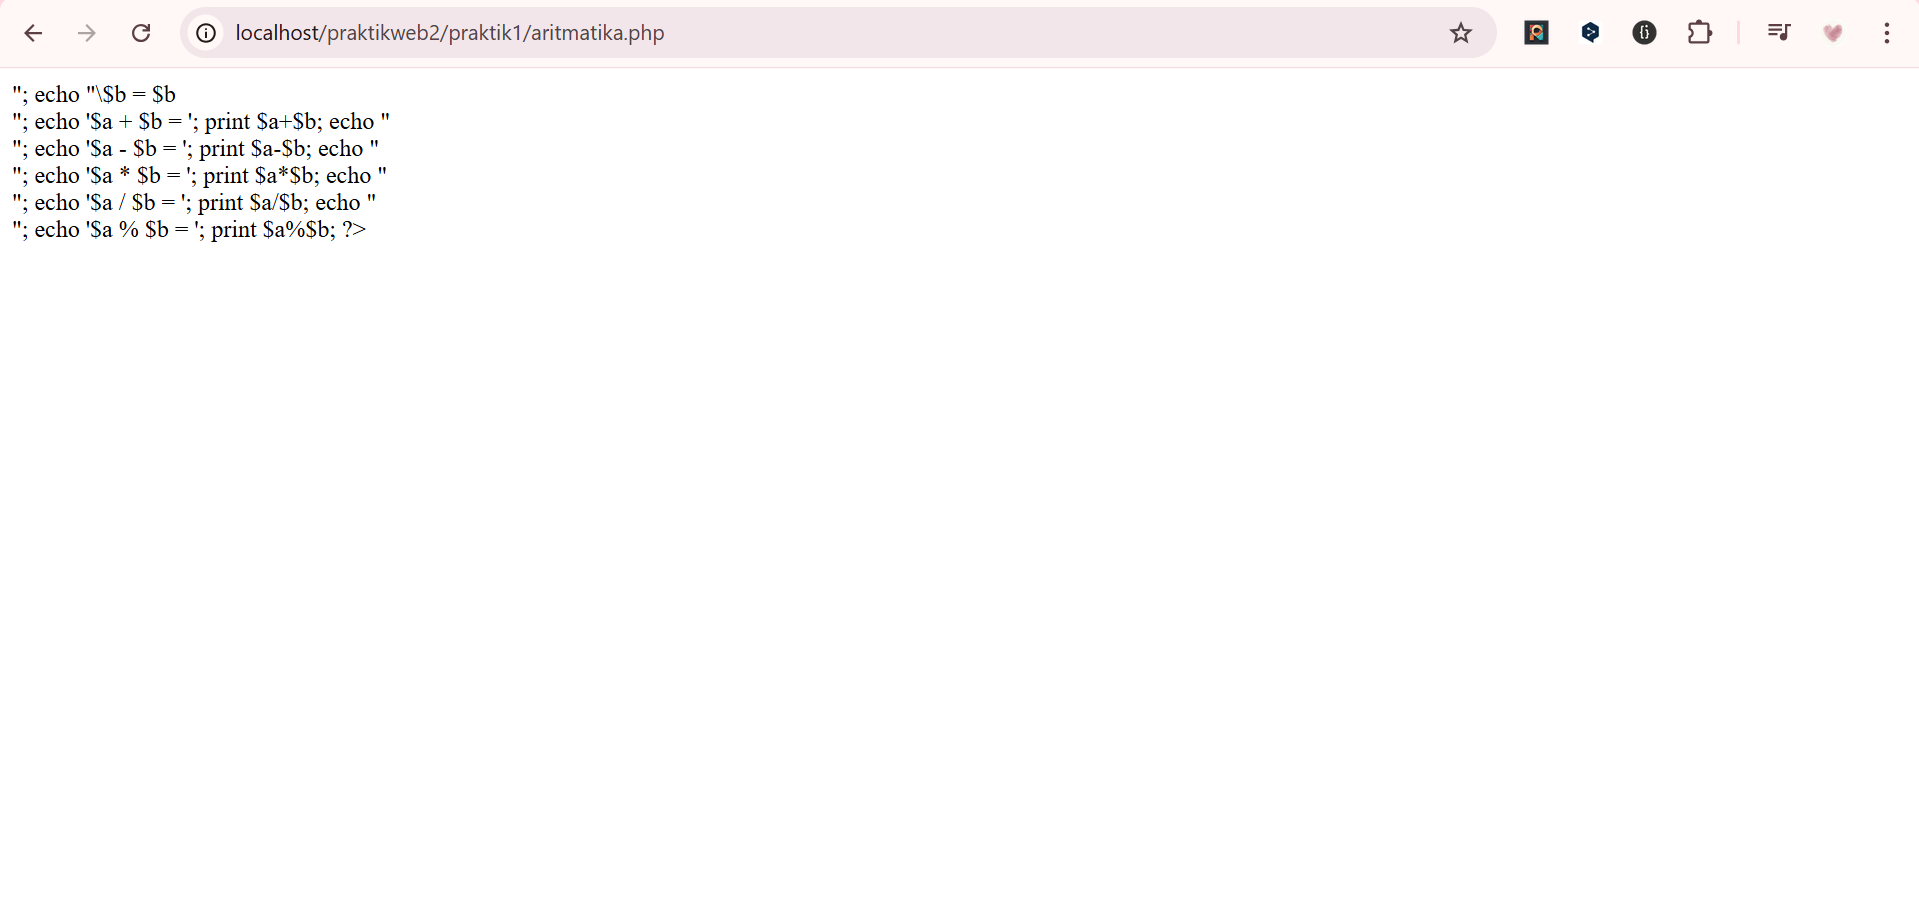 localhost/praktikweb2/praktik1/aritmatika.php
"; echo "\$b = $b
"; echo '$a + $b = '; print $a+$b; echo "
"; echo '$a - $b = '; print $a-$b; echo "
"; echo '$a * $b = '; print $a*$b; echo "
"; echo '$a / $b = '; print $a/$b; echo "
"; echo '$a % $b = '; print $a%$b; ?>